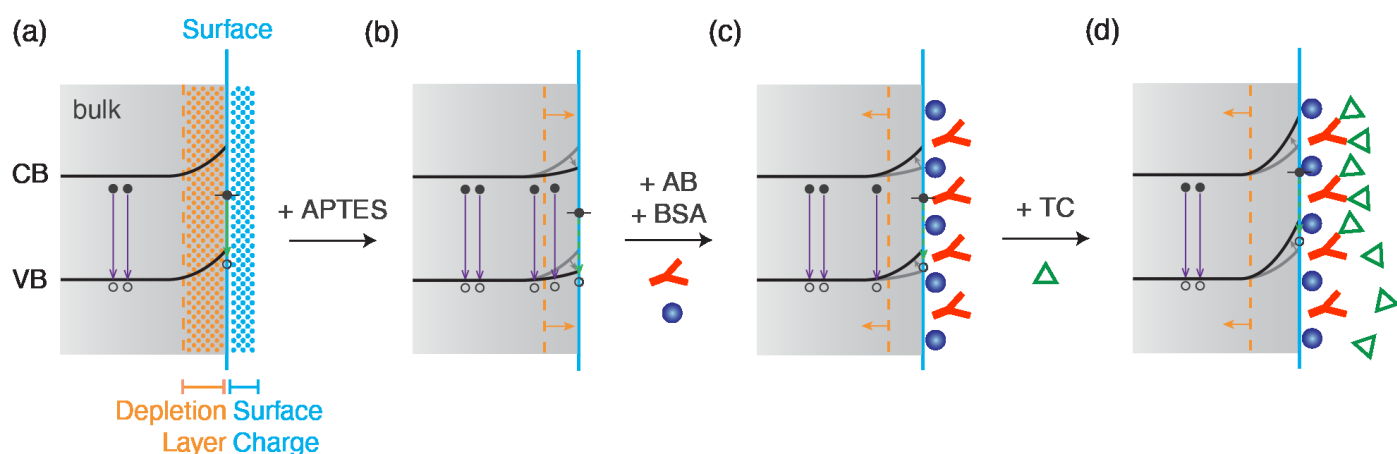 (a)
Surface
(b)
(c)
(d)
bulk
CB
VB
+ APTES
+ AB
+ BSA
+ TC
Depletion Surface
Layer Charge